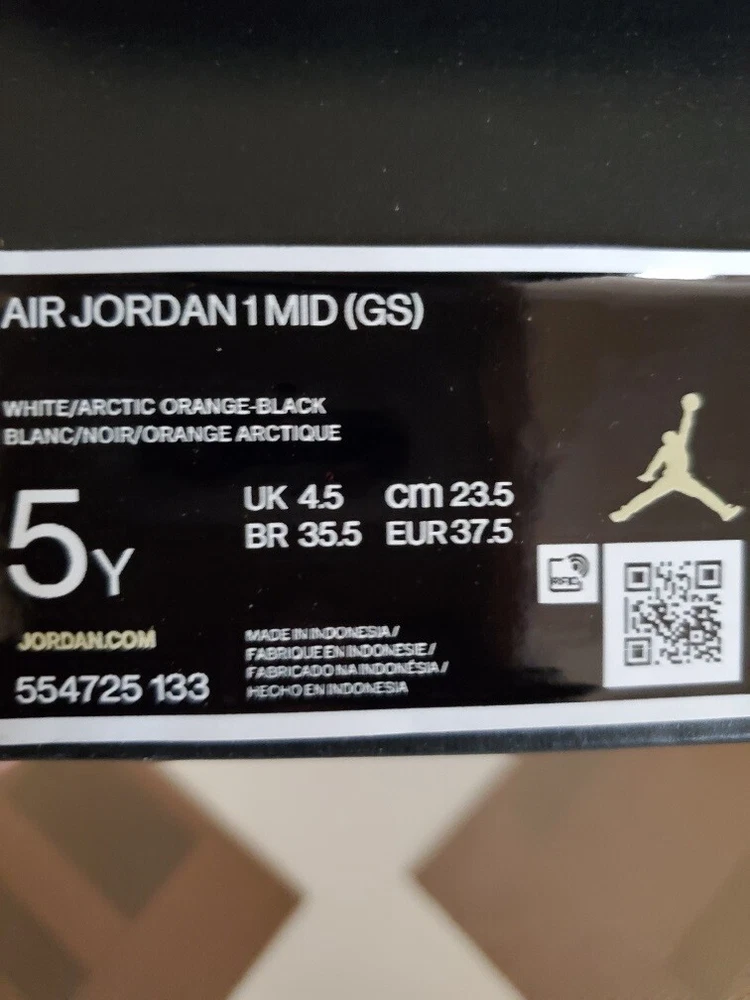 AIR JORDAN 1 MID (GS)
WHITE/ARCTIC ORANGE-BLACK
BLANC/NOIR/ORANGE ARCTIQUE
5Y
UK 4.5 cm 23.5
BR 35.5 EUR 37.5
RFID
JORDAN.COM
554725 133
MADE IN INDONESIA /
FABRIQUE EN INDONESIE /
FABRICADO NA INDONÉSIA /
HECHO EN INDONESIA